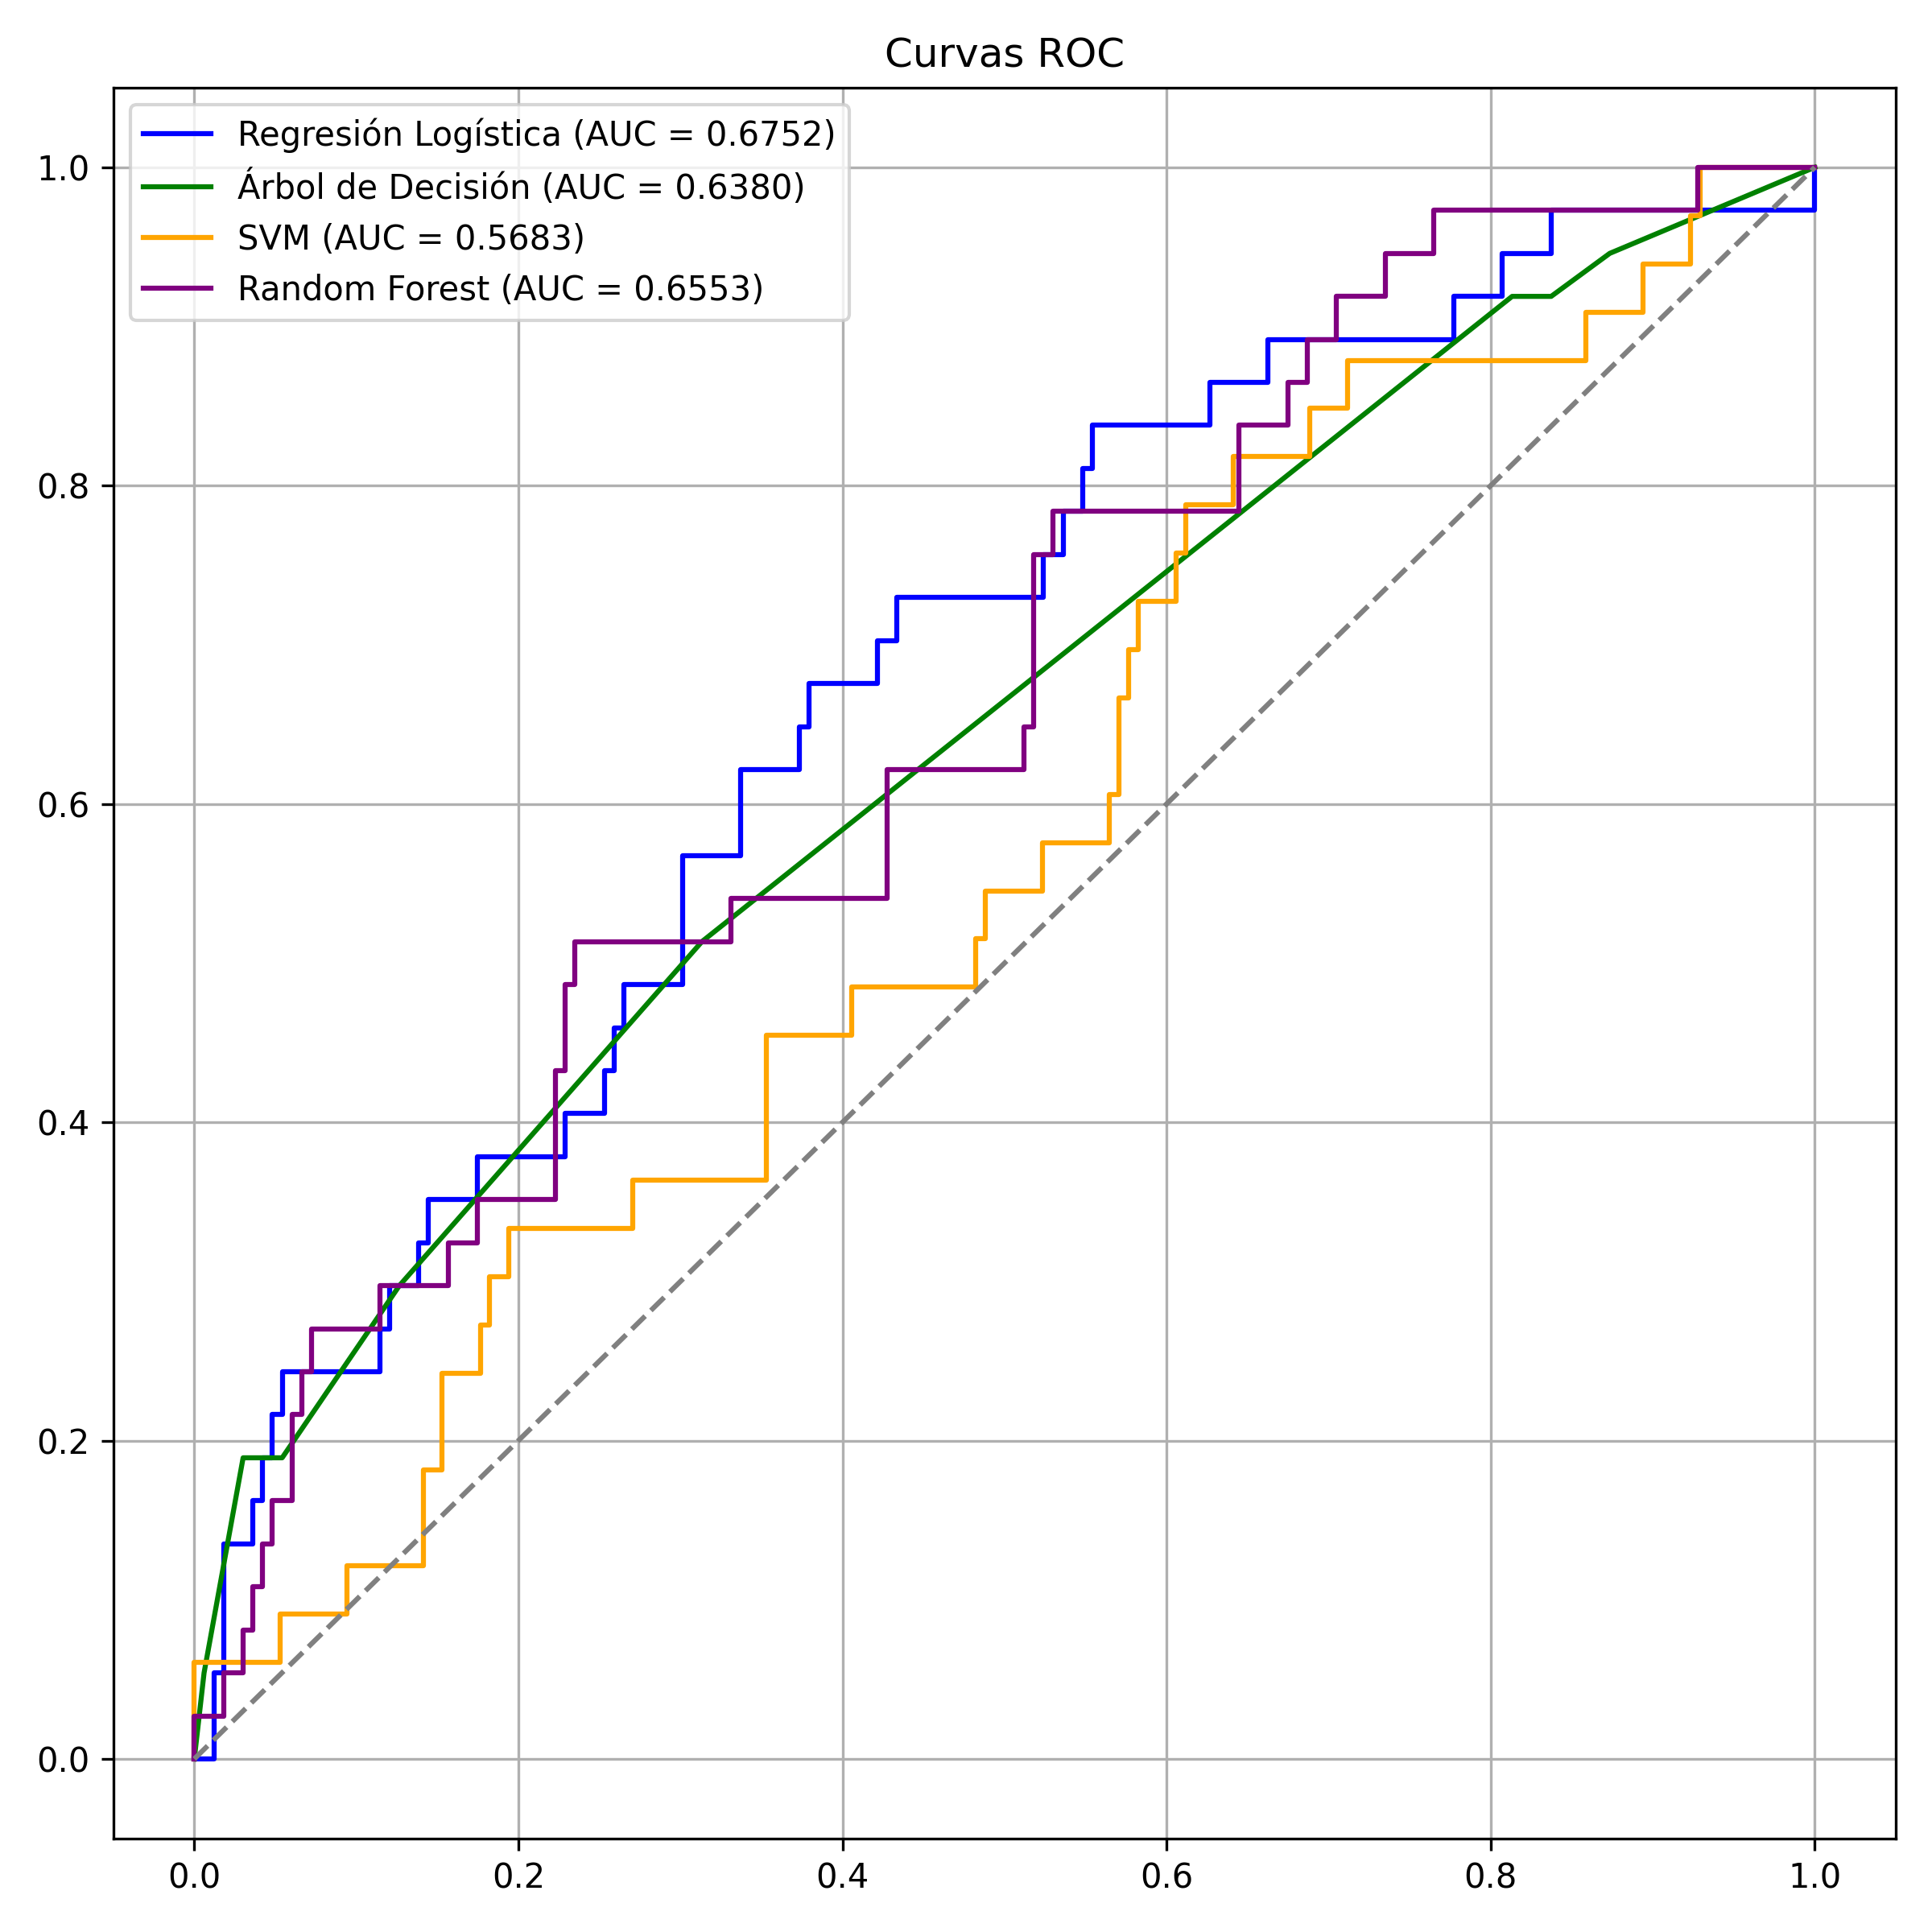 Curvas ROC
Regresión Logística (AUC = 0.6752)
Árbol de Decisión (AUC = 0.6380)
SVM (AUC = 0.5683)
Random Forest (AUC = 0.6553)
1.0
0.8
0.6
0.4
0.2
0.0
0.0 0.2 0.4 0.6 0.8 1.0